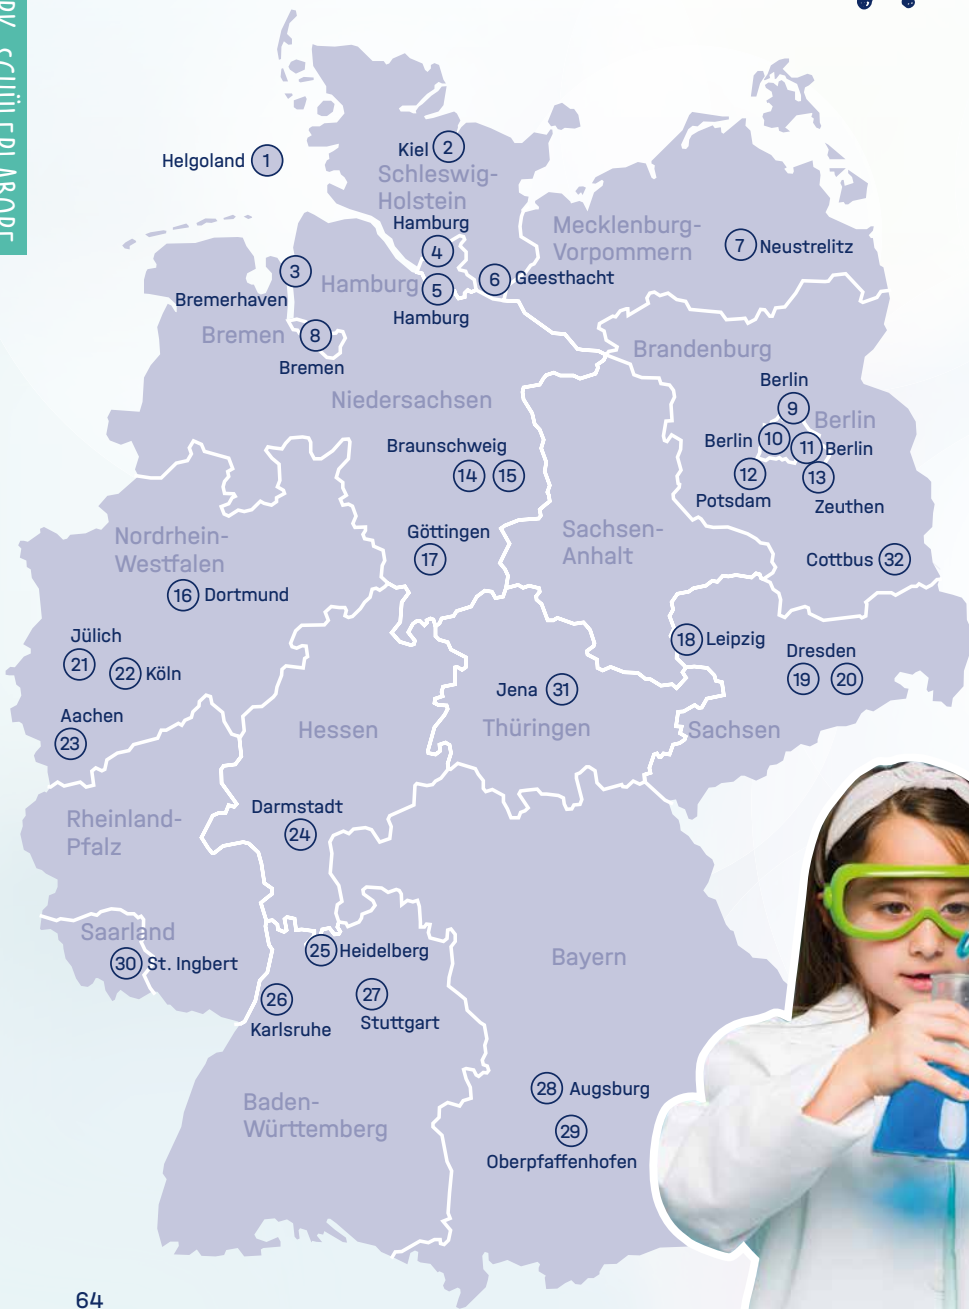 SCHÜLERLABORE
Helgoland 1
Kiel 2
Schleswig-
Holstein
Hamburg
4
Mecklenburg-
Vorpommern
7 Neustrelitz
3
Bremerhaven
Hamburg
5
Hamburg
6 Geesthacht
Bremen
8
Bremen
Brandenburg
Niedersachsen
Berlin
9
Berlin
Berlin 10
11 Berlin
12
Potsdam
13
Zeuthen
Braunschweig
14 15
Göttingen
17
Sachsen-
Anhalt
Cottbus 32
Nordrhein-
Westfalen
16 Dortmund
Jülich
21
22 Köln
Aachen
23
18 Leipzig
Dresden
19 20
Jena 31
Thüringen
Hessen
Sachsen
Darmstadt
24
Rheinland-
Pfalz
Saarland
30 St. Ingbert
25 Heidelberg
26
Karlsruhe
27
Stuttgart
Bayern
Baden-
Württemberg
28 Augsburg
29
Oberpfaffenhofen
64